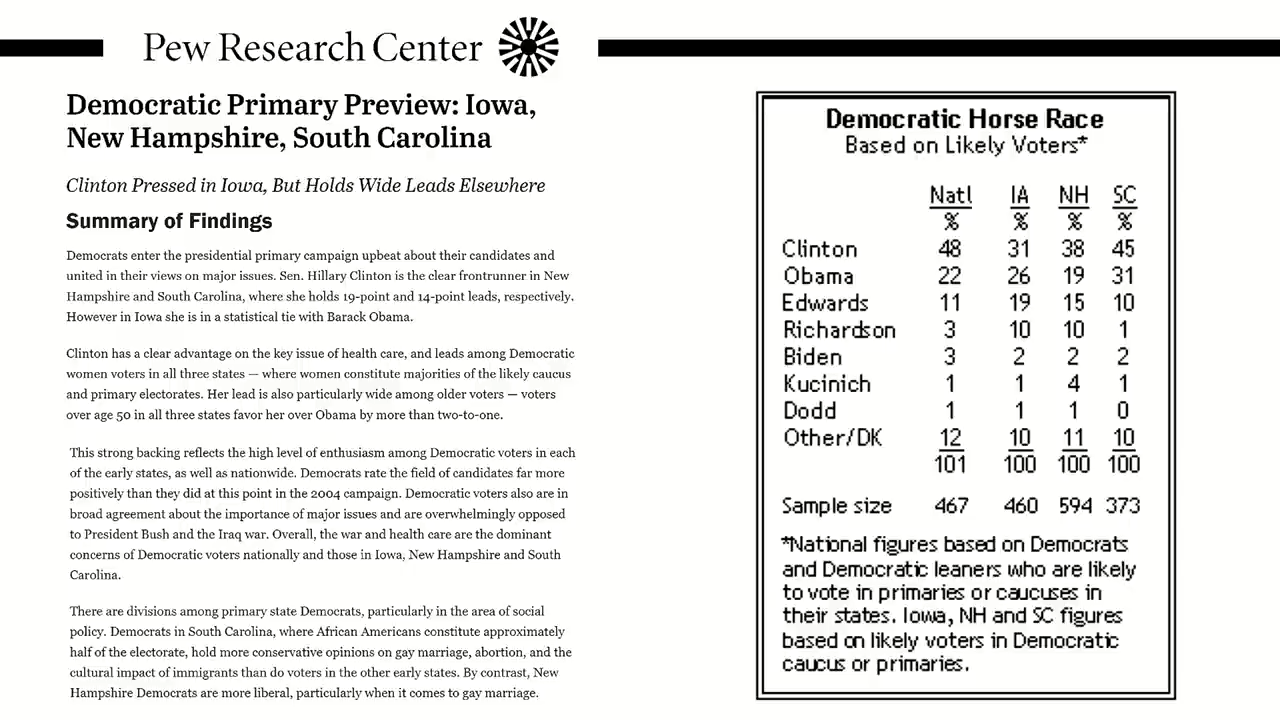 Pew Research Center
Democratic Primary Preview: Iowa,
New Hampshire, South Carolina
Clinton Pressed in Iowa, But Holds Wide Leads Elsewhere
Summary of Findings
Democrats enter the presidential primary campaign upbeat about their candidates and
united in their views on major issues. Sen. Hillary Clinton is the clear frontrunner in New
Hampshire and South Carolina, where she holds 19-point and 14-point leads, respectively.
However in Iowa she is in a statistical tie with Barack Obama.
Clinton has a clear advantage on the key issue of health care, and leads among Democratic
women voters in all three states — where women constitute majorities of the likely caucus
and primary electorates. Her lead is also particularly wide among older voters — voters
over age 50 in all three states favor her over Obama by more than two-to-one.
This strong backing reflects the high level of enthusiasm among Democratic voters in each
of the early states, as well as nationwide. Democrats rate the field of candidates far more
positively than they did at this point in the 2004 campaign. Democratic voters also are in
broad agreement about the importance of major issues and are overwhelmingly opposed
to President Bush and the Iraq war. Overall, the war and health care are the dominant
concerns of Democratic voters nationally and those in Iowa, New Hampshire and South
Carolina.
There are divisions among primary state Democrats, particularly in the area of social
policy. Democrats in South Carolina, where African Americans constitute approximately
half of the electorate, hold more conservative opinions on gay marriage, abortion, and the
cultural impact of immigrants than do voters in the other early states. By contrast, New
Hampshire Democrats are more liberal, particularly when it comes to gay marriage.
Democratic Horse Race
Based on Likely Voters*
Natl IA NH SC
% % % %
Clinton 48 31 38 45
Obama 22 26 19 31
Edwards 11 19 15 10
Richardson 3 10 10 1
Biden 3 2 2 2
Kucinich 1 1 4 1
Dodd 1 1 1 0
Other/DK 12 10 11 10
101 100 100 100
Sample size 467 460 594 373
*National figures based on Democrats
and Democratic leaners who are likely
to vote in primaries or caucuses in
their states. Iowa, NH and SC figures
based on likely voters in Democratic
caucus or primaries.